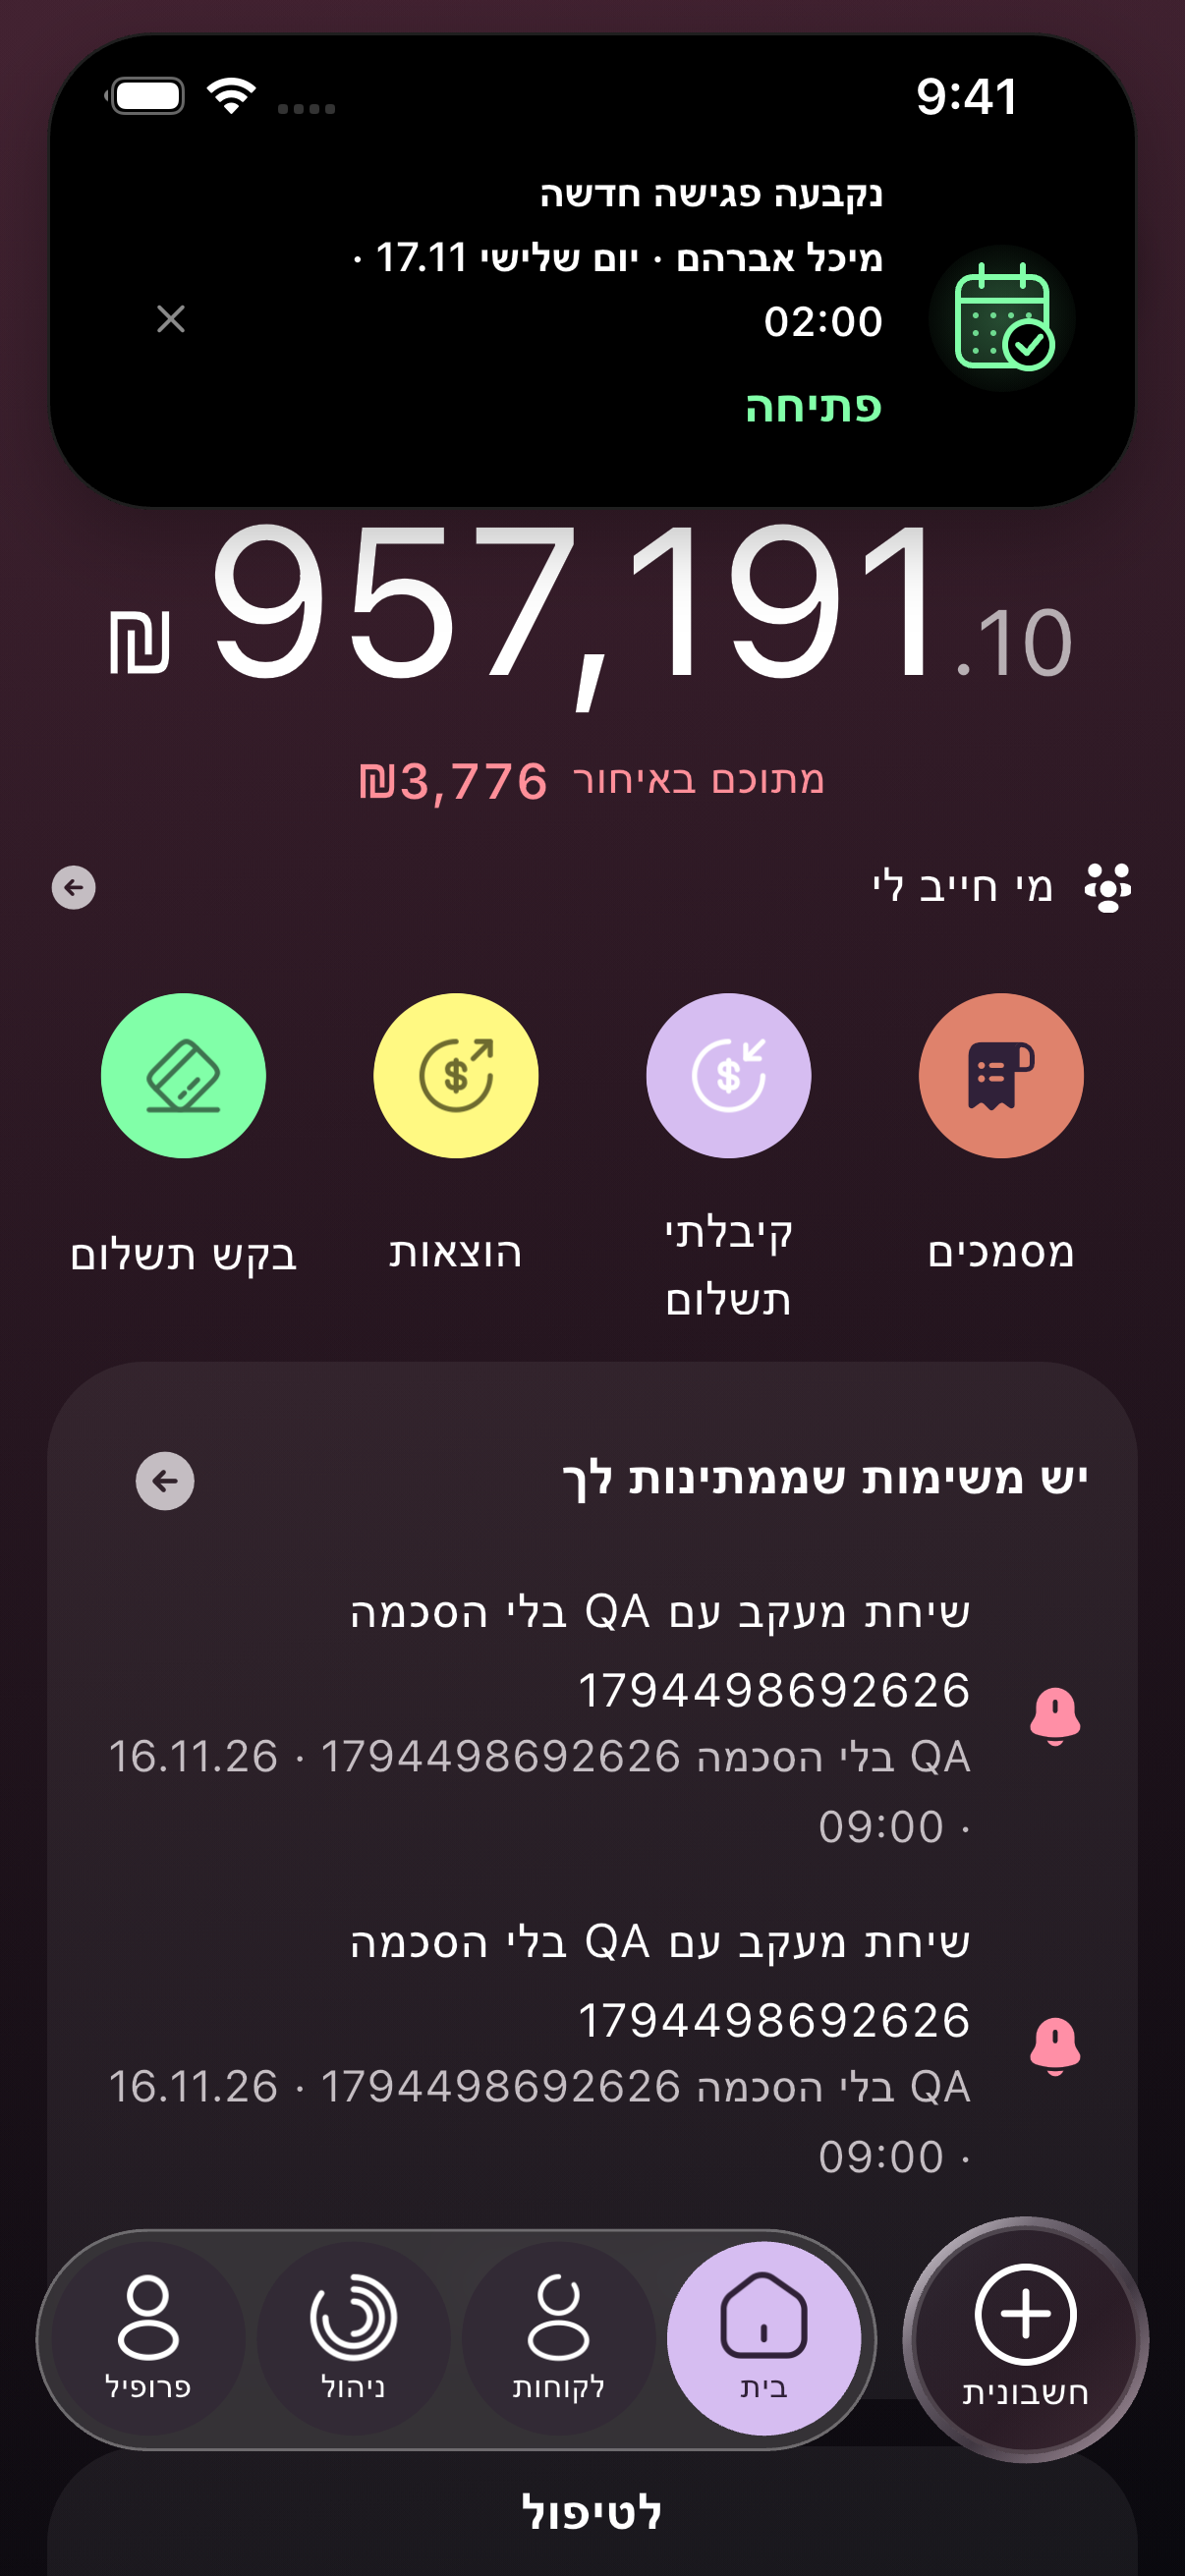 9:41
נקבעה פגישה חדשה
מיכל אברהם · יום שלישי 17.11 ·
02:00
פתיחה
₪ 957,191.10
מתוכם באיחור ₪3,776
מי חייב לי
מסמכים
קיבלתי
תשלום
הוצאות
בקש תשלום
יש משימות שממתינות לך
שיחת מעקב עם QA בלי הסכמה
1794498692626
QA בלי הסכמה 1794498692626 · 16.11.26
· 09:00
שיחת מעקב עם QA בלי הסכמה
1794498692626
QA בלי הסכמה 1794498692626 · 16.11.26
· 09:00
חשבונית
בית
לקוחות
ניהול
פרופיל
לטיפול